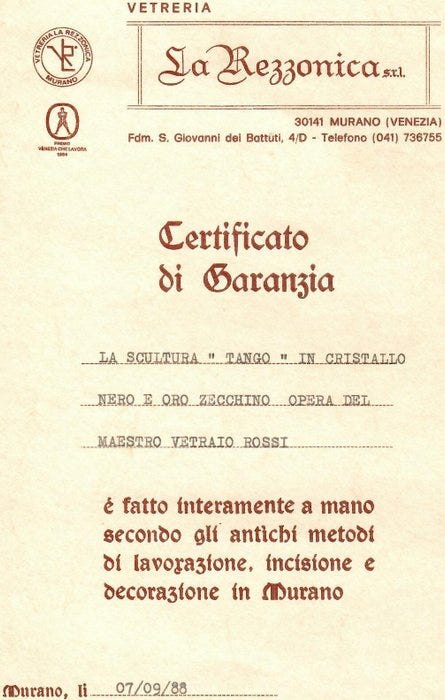 VETRERIA
La Rezzonica s.r.l.
VETRERIA LA REZZONICA
MURANO
PREMIO
VENEZIA CHE LAVORA
1984
30141 MURANO (VENEZIA)
Fdm. S. Giovanni dei Battuti, 4/D - Telefono (041) 736755
Certificato
di Garanzia
LA SCULTURA " TANGO " IN CRISTALLO
NERO E ORO ZECCHINO OPERA DEL
MAESTRO VETRAIO ROSSI
é fatto interamente a mano
secondo gli antichi metodi
di lavorazione, incisione e
decorazione in Murano
Murano, li 07/09/88